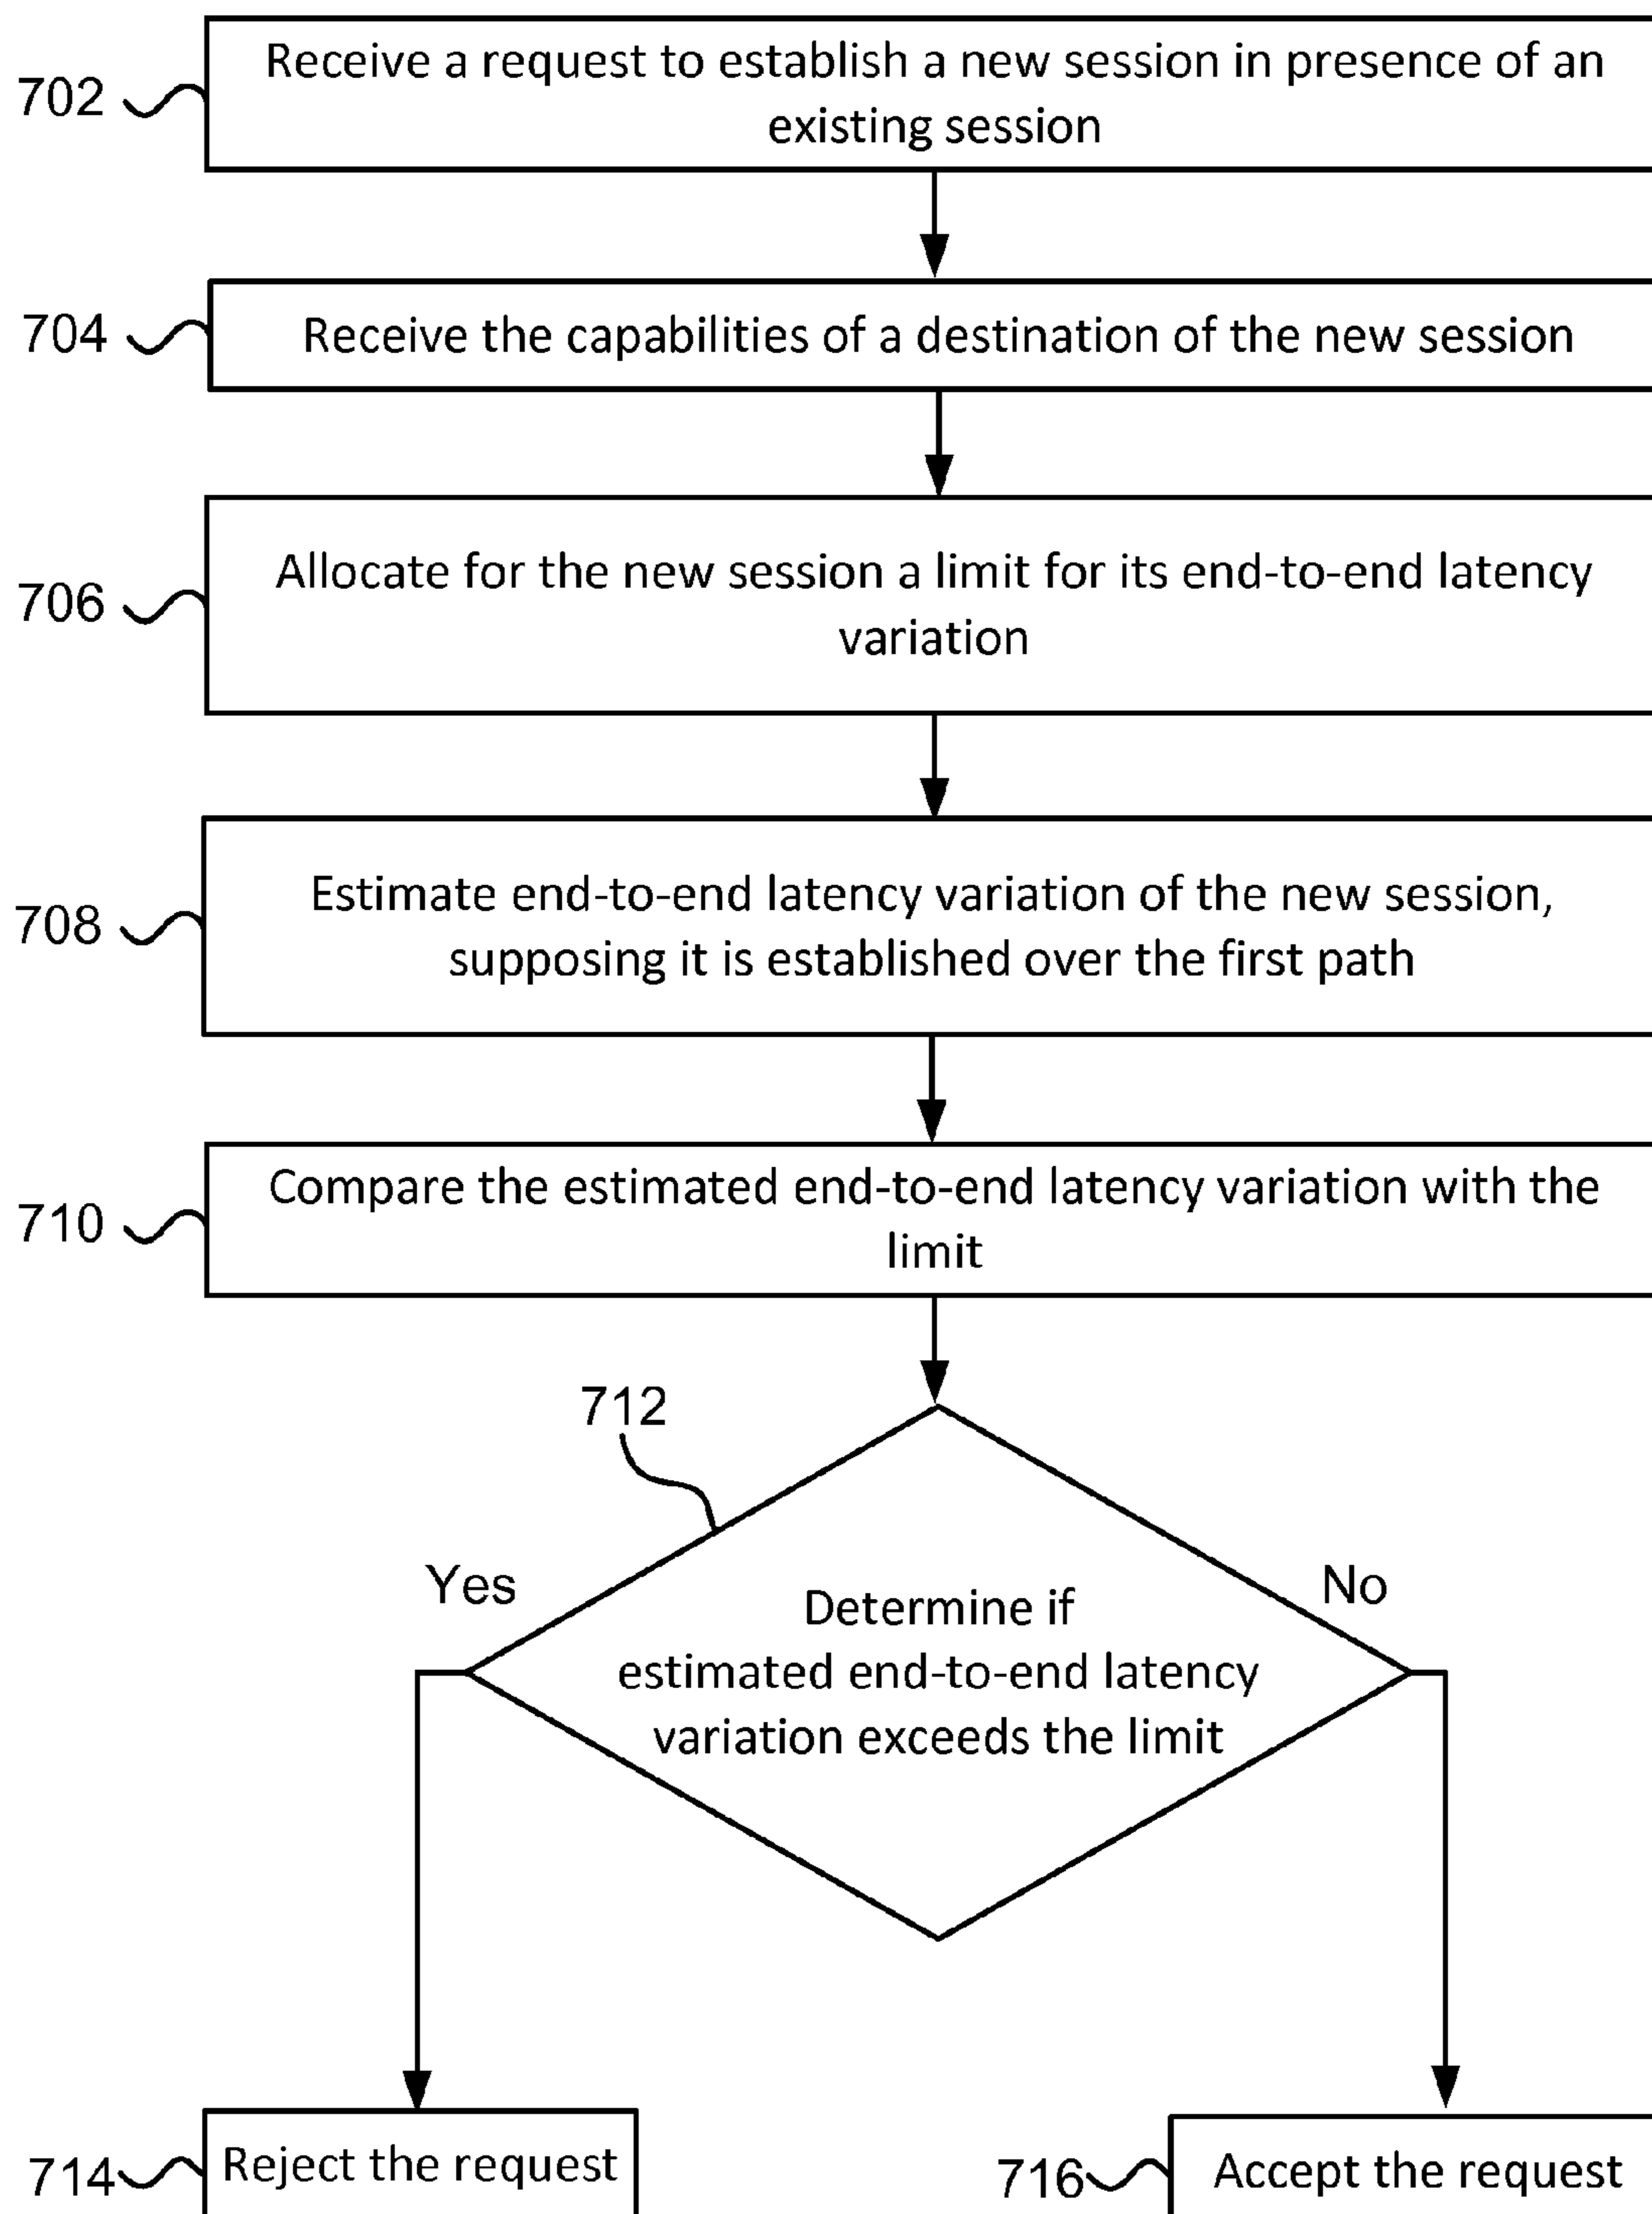 702
Receive a request to establish a new session in presence of an
existing session
704
Receive the capabilities of a destination of the new session
706
Allocate for the new session a limit for its end-to-end latency
variation
708
Estimate end-to-end latency variation of the new session,
supposing it is established over the first path
710
Compare the estimated end-to-end latency variation with the
limit
712
Yes
No
Determine if
estimated end-to-end latency
variation exceeds the limit
714
Reject the request
716
Accept the request